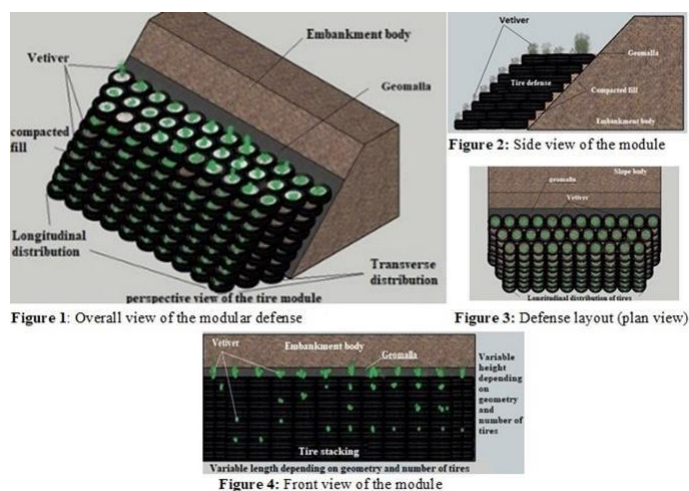 Embankment body
Vetiver
Geomalla
compacted
fill
Longitudinal
distribution
Transverse
distribution
perspective view of the tire module
Figure 1: Overall view of the modular defense
Vetiver
Geomalla
Tire defense
Compacted fill
Embankment body
Figure 2: Side view of the module
Slope body
geomalla
Vetiver
Longitudinal distribution of tires
Figure 3: Defense layout (plan view)
Vetiver
Embankment body
Geomalla
Variable
height
depending
on
geometry
and
number of
tires
Tire stacking
Variable length depending on geometry and number of tires
Figure 4: Front view of the module